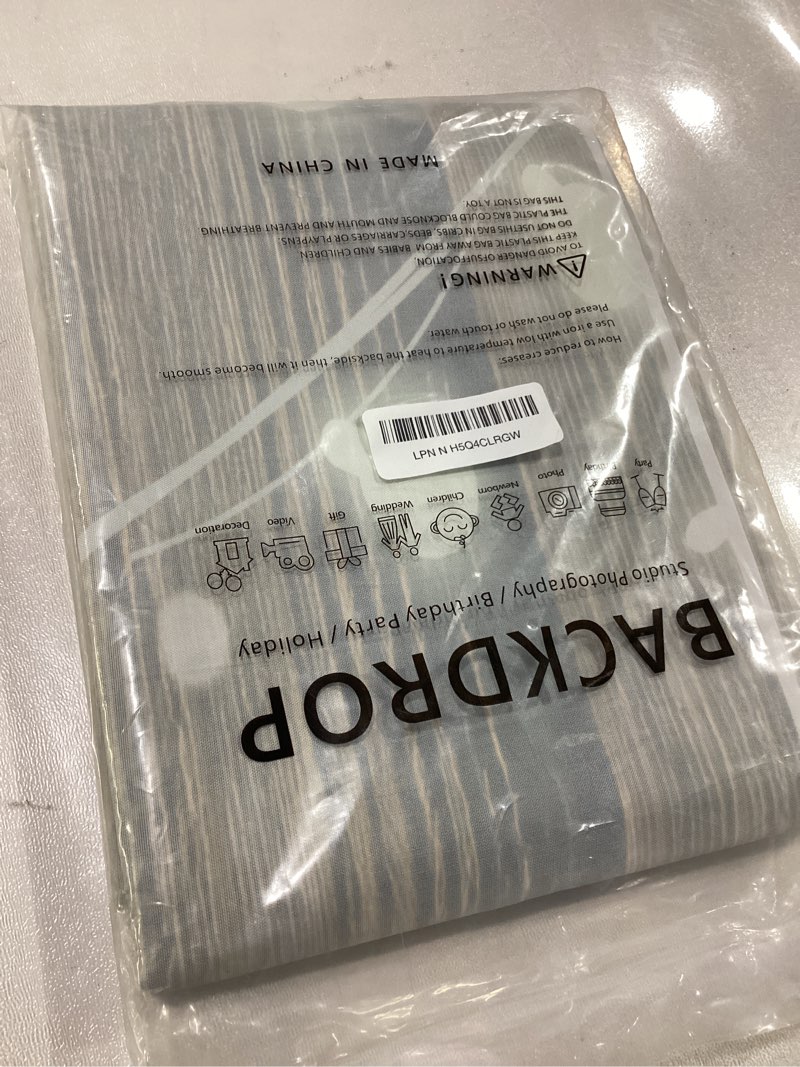 BACKDROP
Studio Photography / Birthday Party / Holiday
Party Birthday Photo Newborn Children Wedding Gift Video Decoration
LPN N H5Q4CLRGW
How to reduce creases:
Use a iron with low temperature to heat the backside, then it will become smooth.
Please do not wash or touch water.
WARNING!
TO AVOID DANGER OFSUFFOCATION,
KEEP THIS PLASTIC BAG AWAY FROM BABIES AND CHILDREN.
DO NOT USE THIS BAG IN CRIBS, BEDS, CARRIAGES OR PLAYPENS.
THE PLASTIC BAG COULD BLOCKNOSE AND MOUTH AND PREVENT BREATHING.
THIS BAG IS NOT A TOY.
MADE IN CHINA